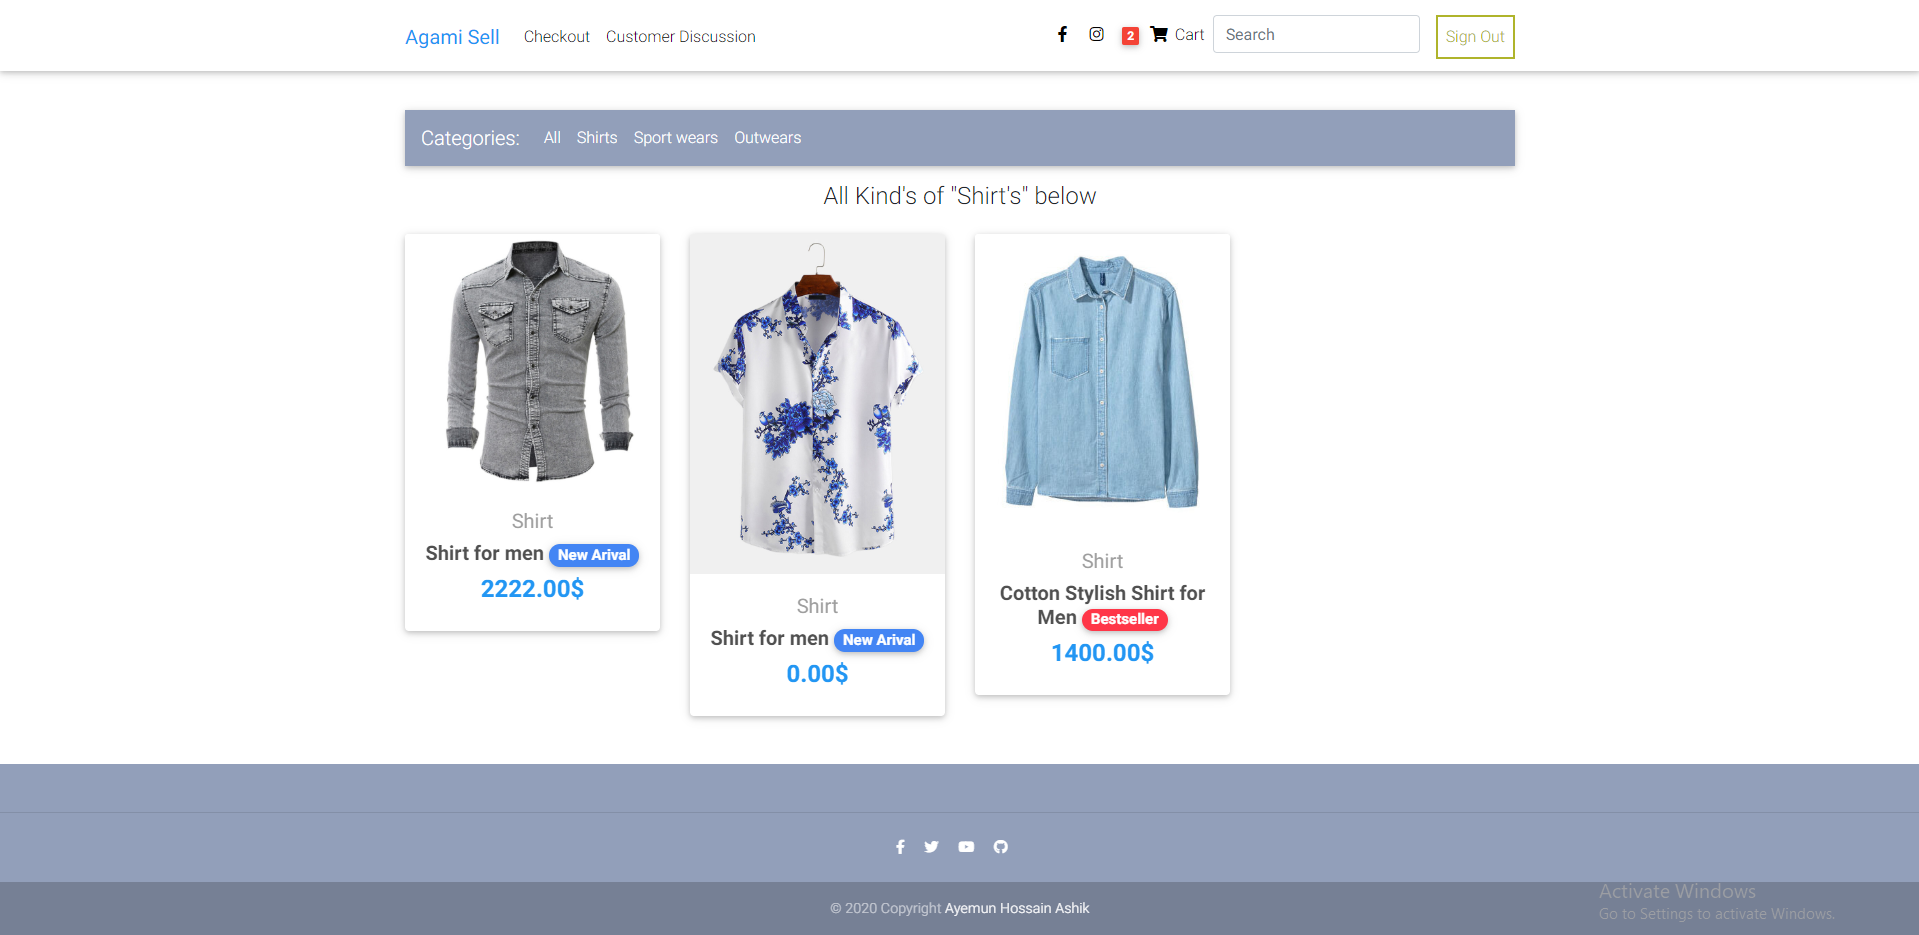 Agami Sell Checkout Customer Discussion 2 Cart Search Sign Out
Categories: All Shirts Sport wears Outwears
All Kind's of "Shirt's" below
Shirt
Shirt for men New Arival
2222.00$
Shirt
Shirt for men New Arival
0.00$
Shirt
Cotton Stylish Shirt for
Men Bestseller
1400.00$
© 2020 Copyright Ayemun Hossain Ashik
Activate Windows
Go to Settings to activate Windows.